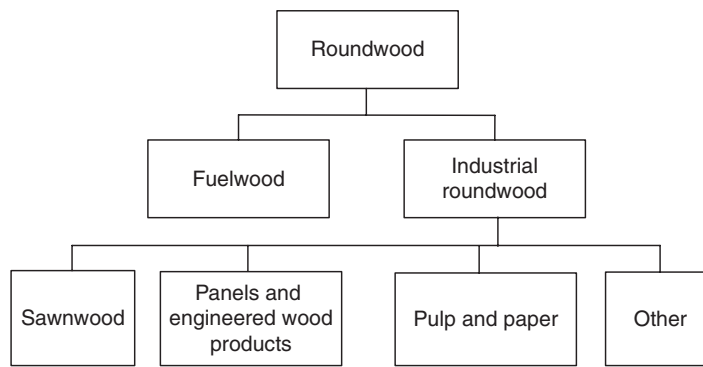 Roundwood
Fuelwood
Industrial
roundwood
Sawnwood
Panels and
engineered wood
products
Pulp and paper
Other